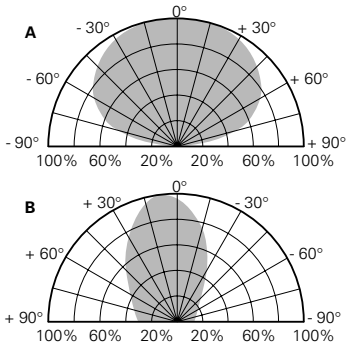 0°
A
- 30° + 30°
- 60° + 60°
- 90° + 90°
100% 60% 20% 20% 60% 100%
0°
B
+ 30° - 30°
+ 60° - 60°
+ 90° - 90°
100% 60% 20% 20% 60% 100%